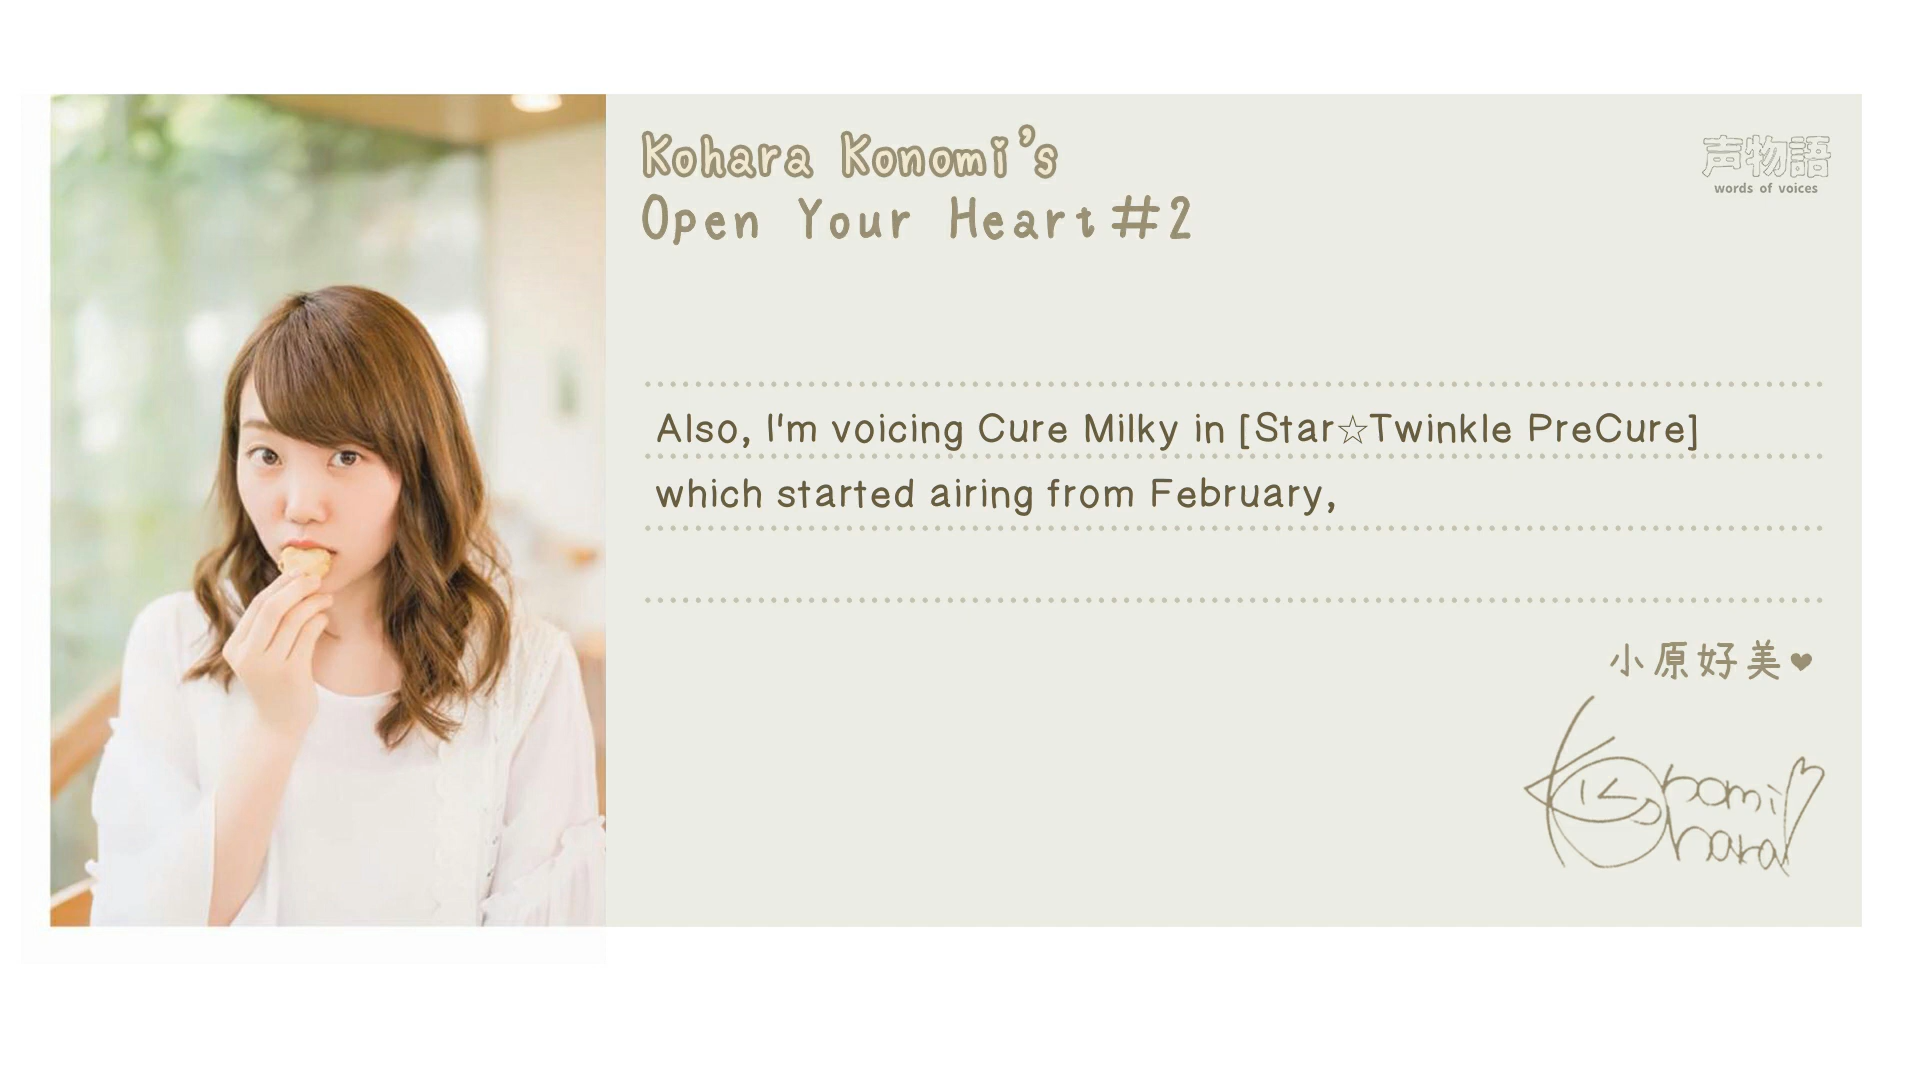 Kohara Konomi's
Open Your Heart #2
声物語
words of voices
Also, I'm voicing Cure Milky in [Star☆Twinkle PreCure]
which started airing from February,
小原好美♥
Konomi
Kohara